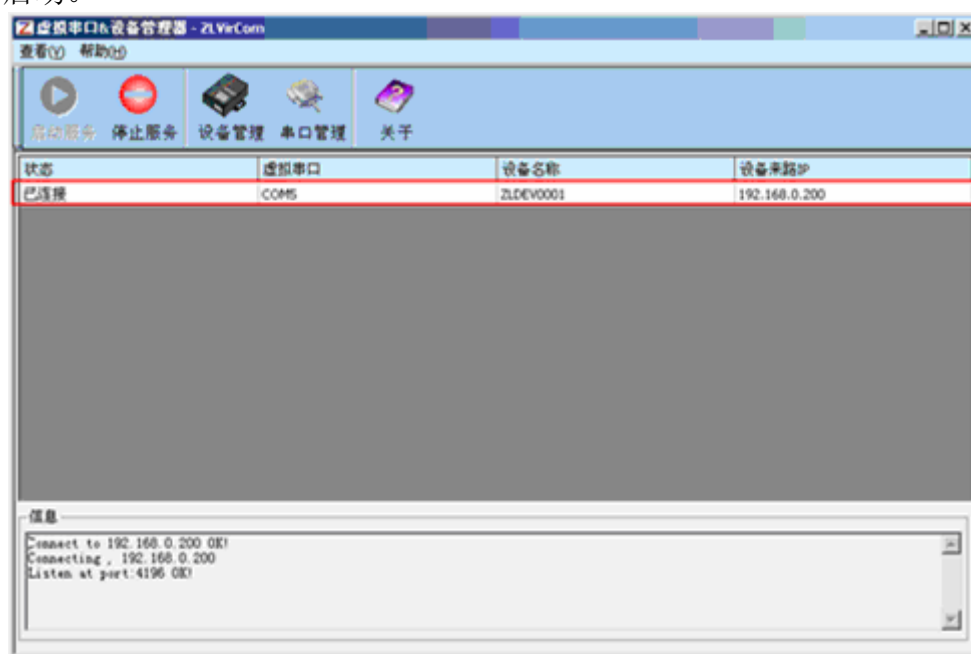 启动。
虚拟串口&设备管理器 - ZLVirCom
查看(V) 帮助(H)
启动服务 停止服务 设备管理 串口管理 关于
状态 虚拟串口 设备名称 设备来路IP
已连接 COM5 ZLDEV0001 192.168.0.200
信息
Connect to 192.168.0.200 OK!
Connecting , 192.168.0.200
Listen at port:4196 OK!